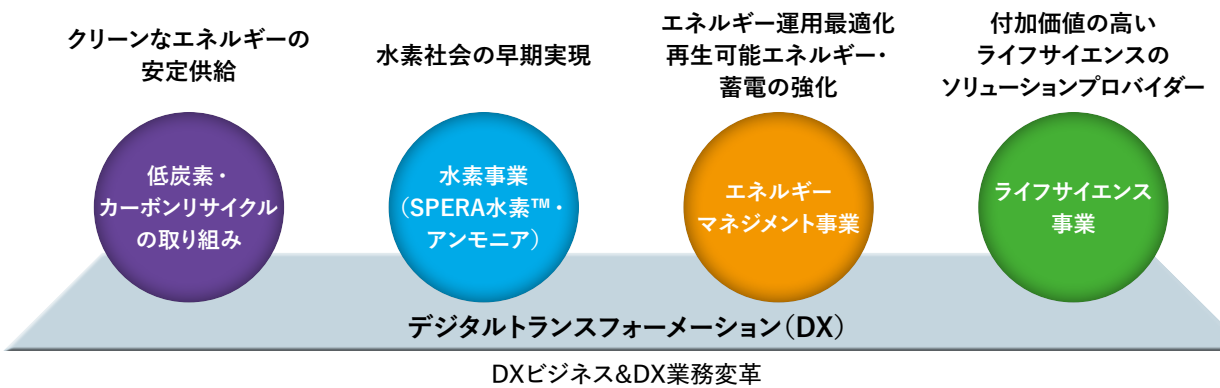 クリーンなエネルギーの
安定供給
水素社会の早期実現
エネルギー運用最適化
再生可能エネルギー・
蓄電の強化
付加価値の高い
ライフサイエンスの
ソリューションプロバイダー
低炭素・
カーボンリサイクル
の取り組み
水素事業
（SPERA水素™・
アンモニア）
エネルギー
マネジメント事業
ライフサイエンス
事業
デジタルトランスフォーメーション（DX）
DXビジネス&DX業務変革